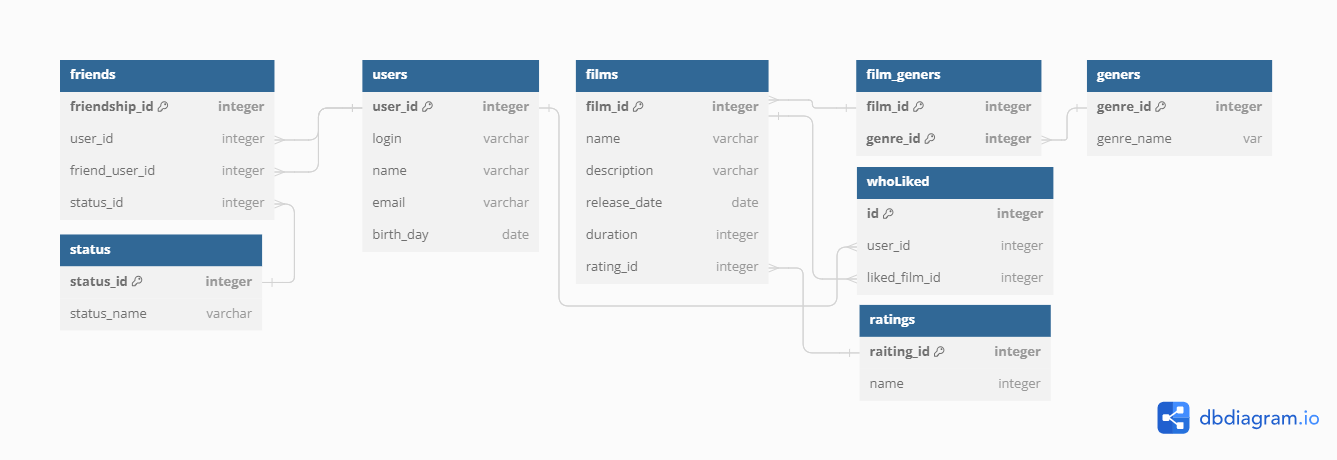 friends
friendship_id integer
user_id integer
friend_user_id integer
status_id integer
status
status_id integer
status_name varchar
users
user_id integer
login varchar
name varchar
email varchar
birth_day date
films
film_id integer
name varchar
description varchar
release_date date
duration integer
rating_id integer
film_geners
film_id integer
genre_id integer
geners
genre_id integer
genre_name var
whoLiked
id integer
user_id integer
liked_film_id integer
ratings
raiting_id integer
name integer
dbdiagram.io